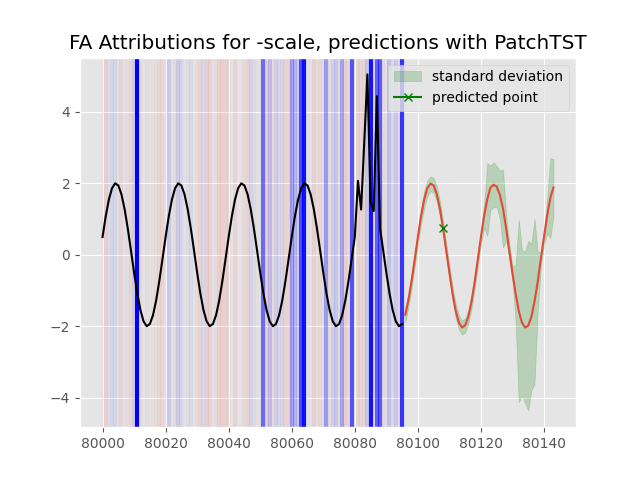 FA Attributions for -scale, predictions with PatchTST
standard deviation
predicted point
4
2
0
−2
−4
80000 80020 80040 80060 80080 80100 80120 80140